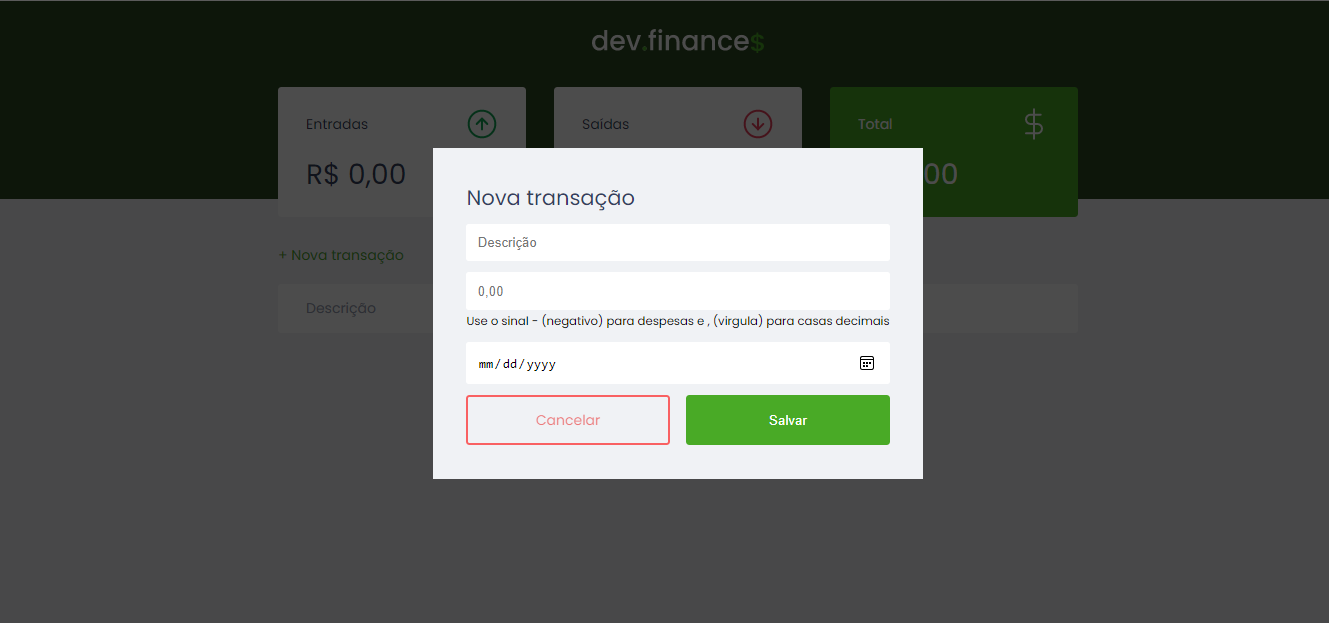 dev.finance$
Entradas
Saídas
Total
$
R$ 0,00
00
Nova transação
+ Nova transação
Descrição
Descrição
0,00
Use o sinal - (negativo) para despesas e , (virgula) para casas decimais
mm/dd/yyyy
Cancelar
Salvar